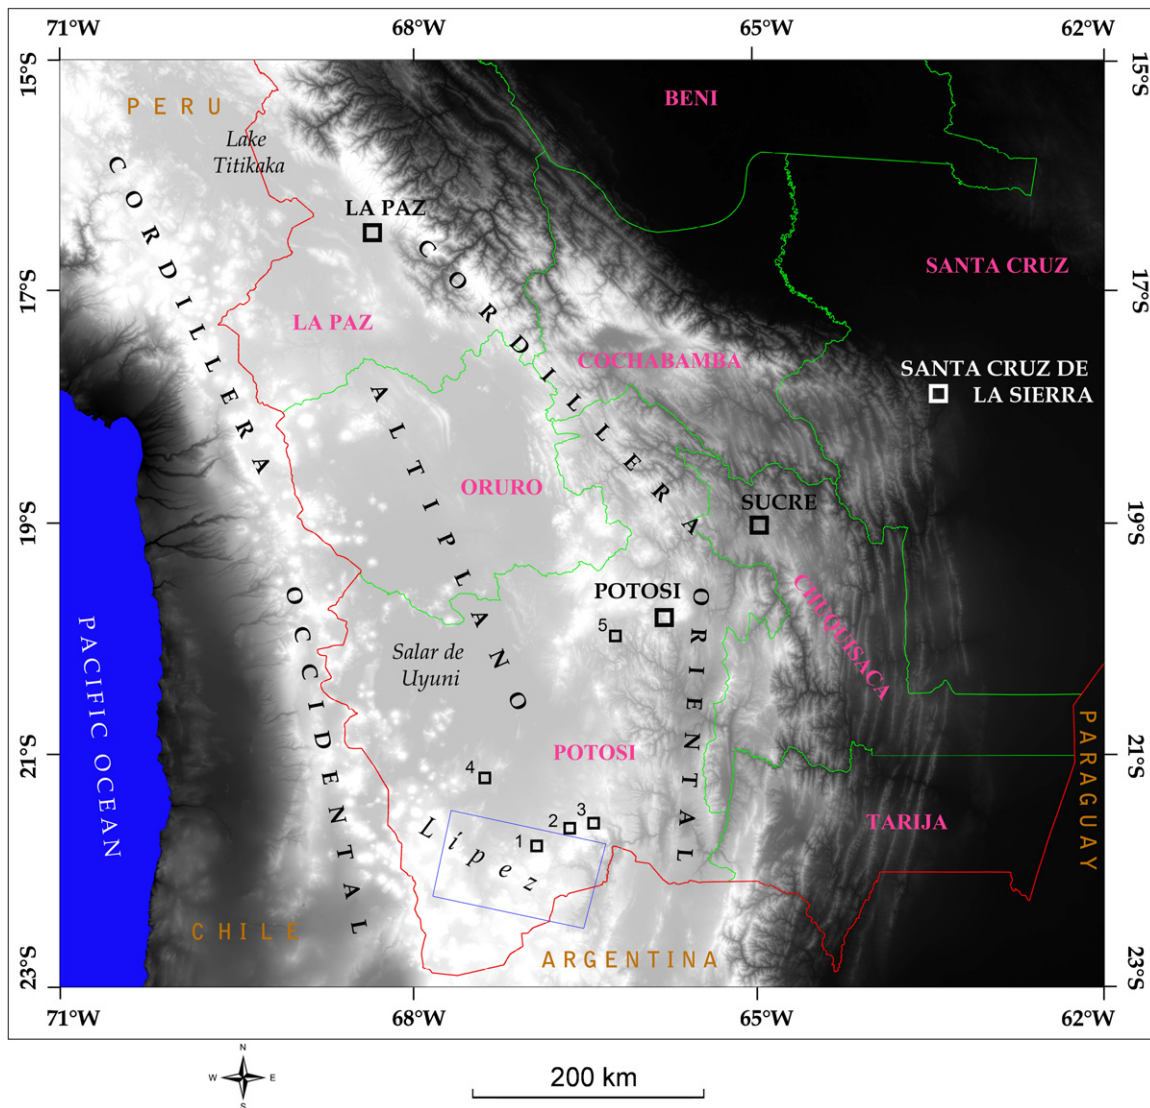 71°W
68°W
65°W
62°W
15°S
15°S
PERU
Lake
Titikaka
BENI
CORDILLERA
OCCIDENTAL
LA PAZ
CORDILLERA
ORIENTAL
SANTA CRUZ
17°S
17°S
LA PAZ
COCHABAMBA
SANTA CRUZ DE
LA SIERRA
ALTIPLANO
ORURO
SUCRE
19°S
19°S
POTOSI
5
CHUQUISACA
PACIFIC OCEAN
Salar de
Uyuni
POTOSI
21°S
21°S
PARAGUAY
4
3
2
1
Lípez
TARIJA
CHILE
ARGENTINA
23°S
23°S
71°W
68°W
65°W
62°W
N
W
E
S
200 km